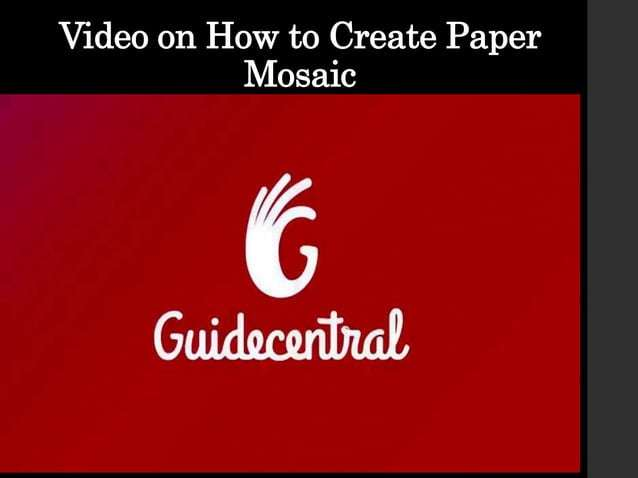 Video on How to Create Paper
Mosaic
Guidecentral